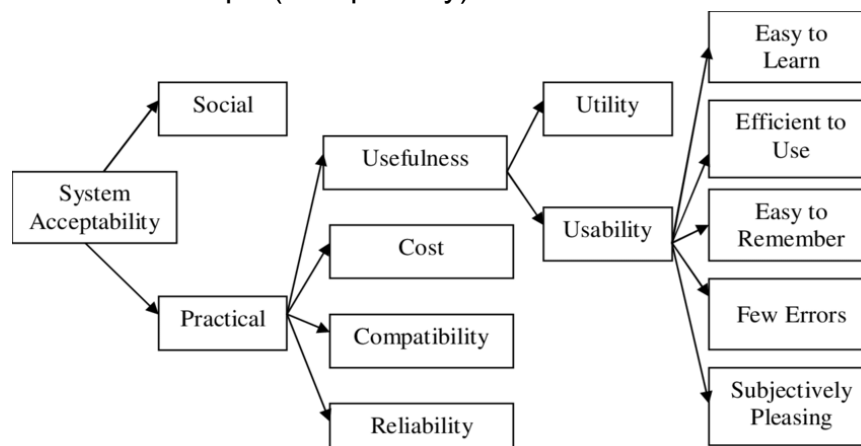 System
Acceptability
Social
Practical
Usefulness
Cost
Compatibility
Reliability
Utility
Usability
Easy to
Learn
Efficient to
Use
Easy to
Remember
Few Errors
Subjectively
Pleasing